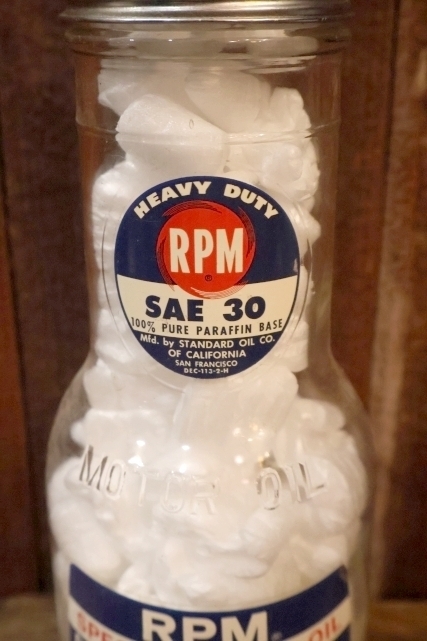 HEAVY DUTY
RPM
®
SAE 30
100% PURE PARAFFIN BASE
Mfd. by STANDARD OIL CO.
OF CALIFORNIA
SAN FRANCISCO
DEC-113-2-H
MOTOR OIL
RPM
OIL